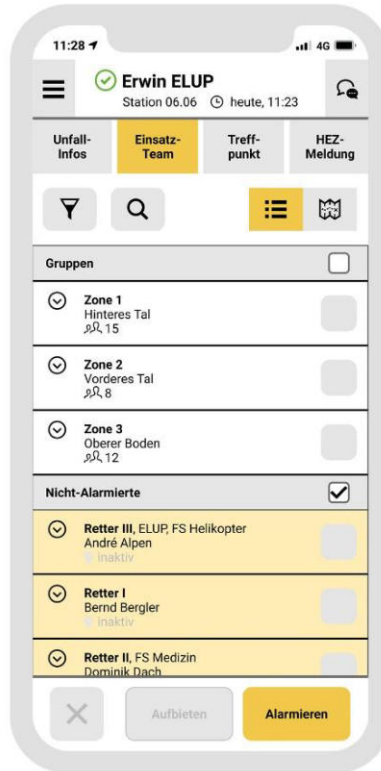 11:28 4G
Erwin ELUP
Station 06.06 heute, 11:23
Unfall-
Infos
Einsatz-
Team
Treff-
punkt
HEZ-
Meldung
Gruppen
Zone 1
Hinteres Tal
15
Zone 2
Vorderes Tal
8
Zone 3
Oberer Boden
12
Nicht-Alarmierte
Retter III, ELUP, FS Helikopter
André Alpen
inaktiv
Retter I
Bernd Bergler
inaktiv
Retter II, FS Medizin
Dominik Dach
Aufbieten Alarmieren